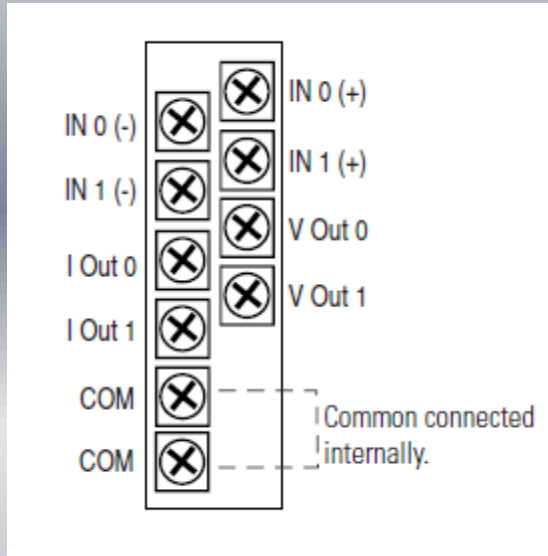 IN 0 (+)
IN 0 (-)
IN 1 (+)
IN 1 (-)
V Out 0
I Out 0
V Out 1
I Out 1
COM
Common connected
internally.
COM